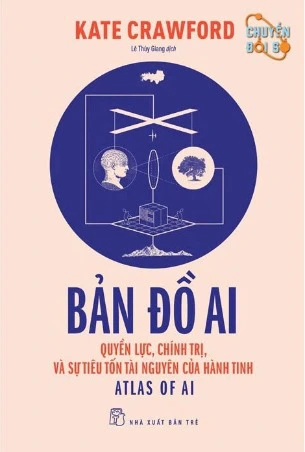 KATE CRAWFORD
Lê Thùy Giang dịch
CHUYỂN
ĐỔI SỐ
BẢN ĐỒ AI
QUYỀN LỰC, CHÍNH TRỊ,
VÀ SỰ TIÊU TỐN TÀI NGUYÊN CỦA HÀNH TINH
ATLAS OF AI
NHÀ XUẤT BẢN TRẺ